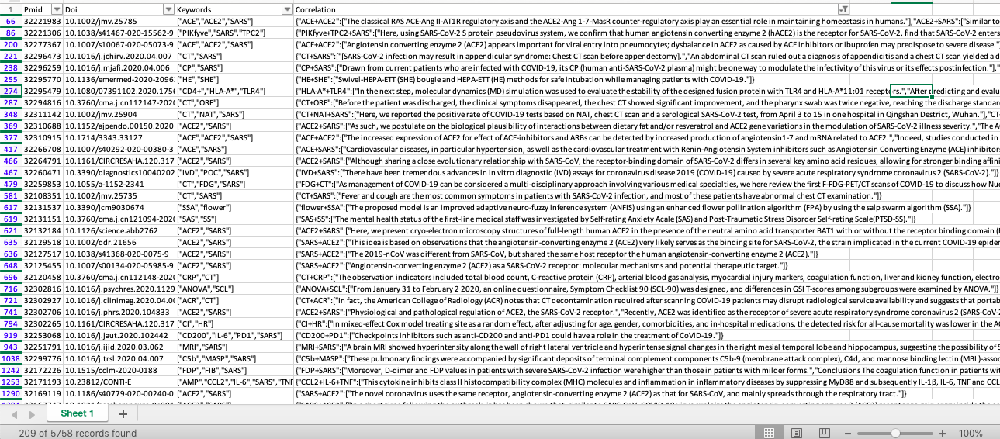 1 Pmid Doi Keywords Correlation
66 32221983 10.1002/jmv.25785 ["ACE","ACE2","SARS"] {"ACE+ACE2":["The classical RAS ACE-Ang II-AT1R regulatory axis and the ACE2-Ang 1-7-MasR counter-regulatory axis play an essential role in maintaining homeostasis in humans."],"ACE2+SARS":["Similar to
86 32221306 10.1038/s41467-020-15562-9 ["PIKfyve","SARS","TPC2"] {"PIKfyve+TPC2+SARS":["Here, using SARS-CoV-2 S protein pseudovirus system, we confirm that human angiotensin converting enzyme 2 (hACE2) is the receptor for SARS-CoV-2, find that SARS-CoV-2 enters
200 32277367 10.1007/s10067-020-05073-9 ["ACE","ACE2","SARS"] {"ACE+ACE2":["Angiotensin converting enzyme 2 (ACE2) appears important for viral entry into pneumocytes; dysbalance in ACE2 as caused by ACE inhibitors or ibuprofen may predispose to severe disease."
221 32296473 10.1016/j.jchirv.2020.04.007 ["CT","SARS"] {"CT+SARS":["[SARS-CoV-2 infection may result in appendicular syndrome: Chest CT scan before appendectomy].","An abdominal CT scan ruled out a diagnosis of appendicitis and a chest CT scan yielded a d
238 32296259 10.1016/j.mjafi.2020.04.006 ["CP","SARS"] {"CP+SARS":["Drawn from current patients who are infected with COVID-19, its CP (human anti-SARS-CoV-2 plasma) might be one way to modulate the infectivity of this virus or its effects postinfection."],"
255 32295770 10.1136/emermed-2020-2096 ["HE","SHE"] {"HE+SHE":["Swivel-HEPA-ETT (SHE) bougie and HEPA-ETT (HE) methods for safe intubation while managing patients with COVID-19."]}
274 32295479 10.1080/07391102.2020.175( ["CD4+","HLA-A*","TLR4"] {"HLA-A*+TLR4":["In the next step, molecular dynamics (MD) simulation was used to evaluate the stability of the designed fusion protein with TLR4 and HLA-A*11:01 receptors.","After predicting and evalu
287 32294816 10.3760/cma.j.cn112147-202( ["CT","ORF"] {"CT+ORF":["Before the patient was discharged, the clinical symptoms disappeared, the chest CT showed significant improvement, and the pharynx swab was twice negative, reaching the discharge standar
348 32311142 10.1002/jmv.25904 ["CT","NAT","SARS"] {"CT+NAT+SARS":["Here, we reported the positive rate of COVID-19 tests based on NAT, chest CT scan and a serological SARS-CoV-2 test, from April 3 to 15 in one hospital in Qingshan Destrict, Wuhan."],"CT-
369 32310688 10.1152/ajpendo.00150.2020 ["ACE2","SARS"] {"ACE2+SARS":["As such, we postulate on the biological plausibility of interactions between dietary fat and/or resveratrol and ACE2 gene variations in the modulation of SARS-CoV-2 illness severity.","The A
377 32310915 10.1714/3343.33127 ["ACE","ACE2","SARS"] {"ACE+ACE2":["The increased expression of ACE2 for effect of ACE-inhibitors and ARBs can be detected by increased production of angiotensin1-7 and mRNA related to ACE2.","Indeed, studies conducted in
417 32266708 10.1007/s40292-020-00380-3 ["ACE","SARS"] {"ACE+SARS":["Cardiovascular diseases, in particular hypertension, as well as the cardiovascular treatment with Renin-Angiotensin System inhibitors such as Angiotensin Converting Enzyme (ACE) inhibitor
466 32264791 10.1161/CIRCULATIONAHA.120.317 ["ACE2","SARS"] {"ACE2+SARS":["Although sharing a close evolutionary relationship with SARS-CoV, the receptor-binding domain of SARS-CoV-2 differs in several key amino acid residues, allowing for stronger binding affini
467 32260471 10.3390/diagnostics10040202 ["IVD","POC","SARS"] {"IVD+SARS":["There have been tremendous advances in in vitro diagnostic (IVD) assays for coronavirus disease 2019 (COVID-19) caused by severe acute respiratory syndrome coronavirus 2 (SARS-CoV-2)."]}
479 32259853 10.1055/a-1152-2341 ["CT","FDG","SARS"] {"FDG+CT":["As management of COVID-19 can be considered a multi-disciplinary approach involving various medical specialties, we here review the first F-FDG-PET/CT scans of COVID-19 to discuss how Nu
581 32108351 10.1002/jmv.25735 ["CT","SARS"] {"CT+SARS":["Fever and cough are the most common symptoms in patients with SARS-CoV-2 infection, and most of these patients have abnormal chest CT examination."]}
617 32131537 10.3390/jcm9030674 ["SSA","flower"] {"flower+SSA":["The proposed model is an improved adaptive neuro-fuzzy inference system (ANFIS) using an enhanced flower pollination algorithm (FPA) by using the salp swarm algorithm (SSA)."]}
619 32131151 10.3760/cma.j.cn121094-202( ["SAS","SS"] {"SAS+SS":["The mental health status of the first-line medical staff was investigated by Self-rating Anxiety Acale (SAS) and Post-Traumatic Stress Disorder Self-rating Scale(PTSD-SS)."]}
621 32132184 10.1126/science.abb2762 ["ACE2","SARS"] {"ACE2+SARS":["Here, we present cryo-electron microscopy structures of full-length human ACE2 in the presence of the neutral amino acid transporter BAT1 with or without the receptor binding domain (
635 32129518 10.1002/ddr.21656 ["ACE2","SARS"] {"SARS+ACE2":["This idea is based on observations that the angiotensin-converting enzyme 2 (ACE2) very likely serves as the binding site for SARS-CoV-2, the strain implicated in the current COVID-19 epider
636 32127517 10.1038/s41368-020-0075-9 ["ACE2","SARS"] {"SARS+ACE2":["The 2019-nCoV was different from SARS-CoV, but shared the same host receptor the human angiotensin-converting enzyme 2 (ACE2)."]}
648 32125455 10.1007/s00134-020-05985-9 ["ACE2","SARS"] {"SARS+ACE2":["Angiotensin-converting enzyme 2 (ACE2) as a SARS-CoV-2 receptor: molecular mechanisms and potential therapeutic target."]}
696 32120458 10.3760/cma.j.cn112148-202( ["CRP","CT"] {"CT+CRP":["The observation indicators included total blood count, C-reactive protein (CRP), arterial blood gas analysis, myocardial injury markers, coagulation function, liver and kidney function, electro
716 32302816 10.1016/j.psychres.2020.1129 ["ANOVA","SCL"] {"ANOVA+SCL":["From January 31 to February 2 2020, an online questionnaire, Symptom Checklist 90 (SCL-90) was designed, and differences in GSI T-scores among subgroups were examined by ANOVA."]}
721 32302927 10.1016/j.clinimag.2020.04.0( ["ACR","CT"] {"CT+ACR":["In fact, the American College of Radiology (ACR) notes that CT decontamination required after scanning COVID-19 patients may disrupt radiological service availability and suggests that portab
741 32302706 10.1016/j.phrs.2020.104833 ["ACE2","SARS"] {"ACE2+SARS":["Physiological and pathological regulation of ACE2, the SARS-CoV-2 receptor.","Recently, ACE2 was identified as the receptor of severe acute respiratory syndrome coronavirus 2 (SARS-CoV-
794 32302265 10.1161/CIRCRESAHA.120.317 ["CI","HR"] {"CI+HR":["In mixed-effect Cox model treating site as a random effect, after adjusting for age, gender, comorbidities, and in-hospital medications, the detected risk for all-cause mortality was lower in the AC
919 32253068 10.1016/j.jaut.2020.102442 ["CD200","IL-6","PD1","SARS"] {"CD200+PD1":["Checkpoints inhibitors such as anti-CD200 and anti-PD1 could have a role in the treatment of CoViD-19."]}
943 32251791 10.1016/j.ijid.2020.03.062 ["MRI","SARS"] {"MRI+SARS":["A brain MRI showed hyperintensity along the wall of right lateral ventricle and hyperintense signal changes in the right mesial temporal lobe and hippocampus, suggesting the possibility of S
1038 32299776 10.1016/j.trsl.2020.04.007 ["C5b","MASP","SARS"] {"C5b+MASP":["These pulmonary findings were accompanied by significant deposits of terminal complement components C5b-9 (membrane attack complex), C4d, and mannose binding lectin (MBL)-asso
1242 32172226 10.1515/cclm-2020-0188 ["FDP","FIB","SARS"] {"FDP+SARS":["Moreover, D-dimer and FDP values in patients with severe SARS-CoV-2 infection were higher than those in patients with milder forms.","Conclusions The coagulation function in patients w
1253 32171193 10.23812/CONTI-E ["AMP","CCL2","IL-6","SARS","TNF {"CCL2+IL-6+TNF":["This cytokine inhibits class II histocompatibility complex (MHC) molecules and inflammation in inflammatory diseases by suppressing MyD88 and subsequently IL-1β, IL-6, TNF and CCL
1290 32169119 10.1186/s40779-020-00240-0 ["ACE2","SARS"] {"SARS+ACE2":["The novel coronavirus uses the same receptor, angiotensin-converting enzyme 2 (ACE2) as that for SARS-CoV, and mainly spreads through the respiratory tract."]}
Sheet 1 +
209 of 5758 records found − + 100%